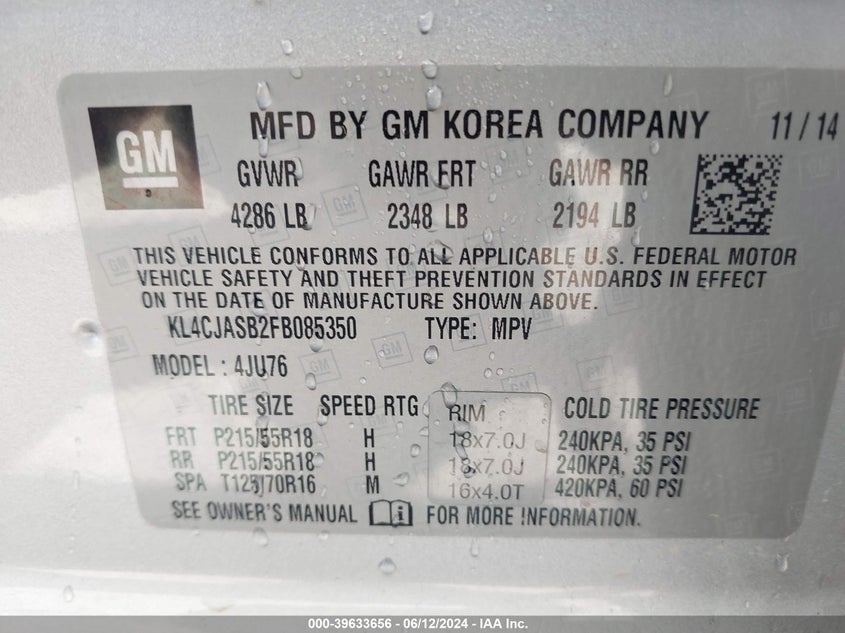 GM
MFD BY GM KOREA COMPANY 11/14
GVWR GAWR FRT GAWR RR
4286 LB 2348 LB 2194 LB
THIS VEHICLE CONFORMS TO ALL APPLICABLE U.S. FEDERAL MOTOR
VEHICLE SAFETY AND THEFT PREVENTION STANDARDS IN EFFECT
ON THE DATE OF MANUFACTURE SHOWN ABOVE.
KL4CJASB2FB085350 TYPE: MPV
MODEL: 4JU76
TIRE SIZE SPEED RTG RIM COLD TIRE PRESSURE
FRT P215/55R18 H 18x7.0J 240KPA, 35 PSI
RR P215/55R18 H 18x7.0J 240KPA, 35 PSI
SPA T125/70R16 M 16x4.0T 420KPA, 60 PSI
SEE OWNER'S MANUAL FOR MORE INFORMATION.
000-39633656 - 06/12/2024 - IAA Inc.